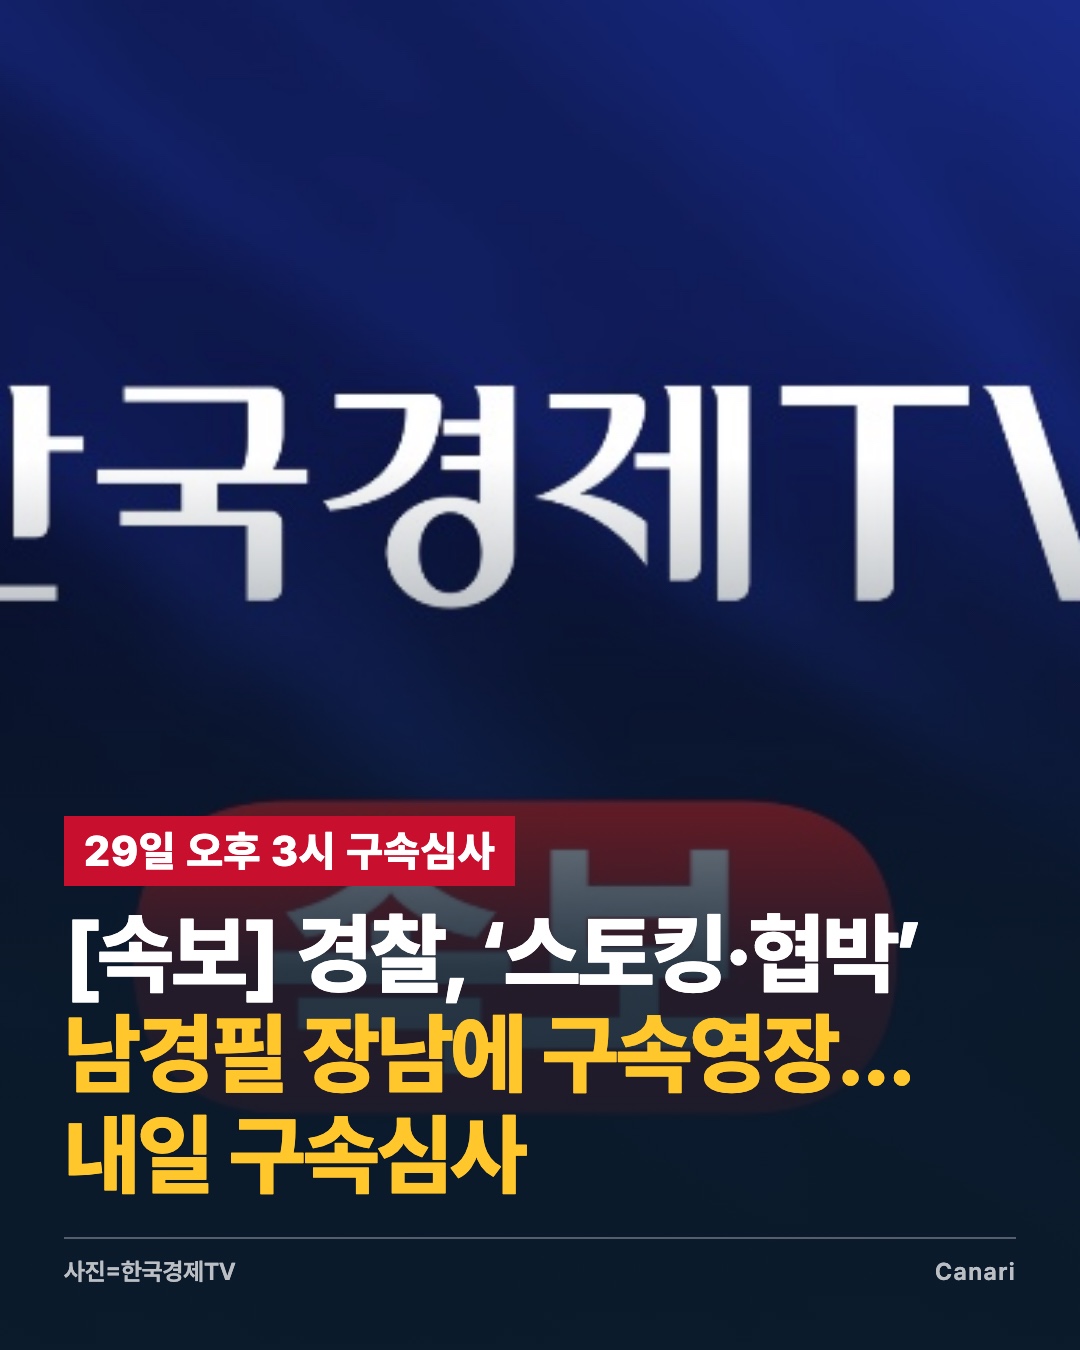 한국경제TV
29일 오후 3시 구속심사
속보
[속보] 경찰, ‘스토킹·협박’
남경필 장남에 구속영장...
내일 구속심사
사진=한국경제TV
Canari